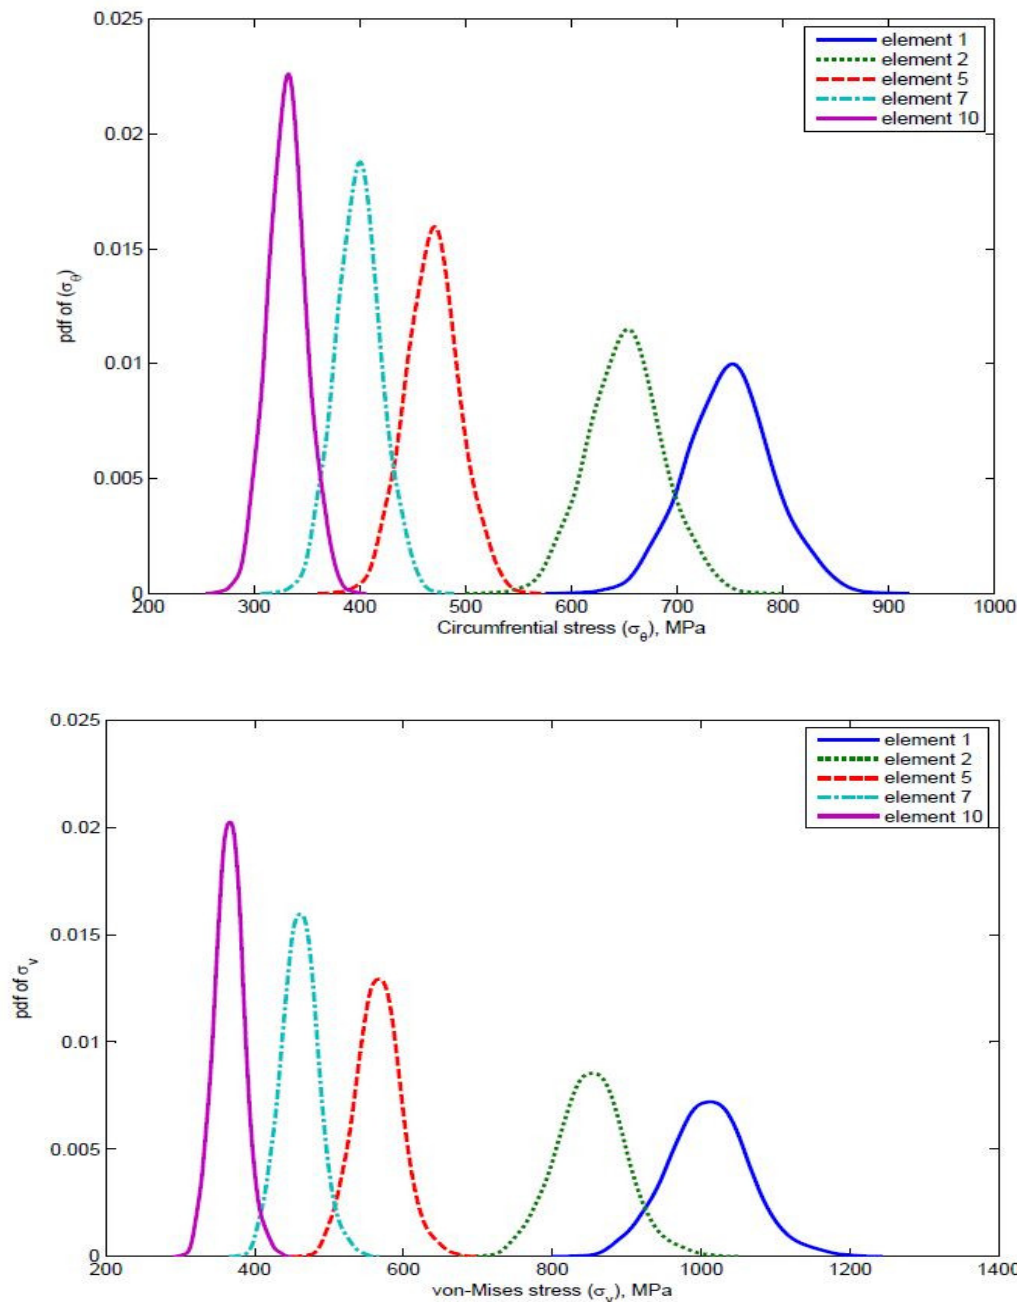 0.025
0.02
0.015
0.01
0.005
0
pdf of (σθ)
element 1
element 2
element 5
element 7
element 10
200 300 400 500 600 700 800 900 1000
Circumfrential stress (σθ), MPa
0.025
0.02
0.015
0.01
0.005
0
pdf of σv
element 1
element 2
element 5
element 7
element 10
200 400 600 800 1000 1200 1400
von-Mises stress (σv), MPa